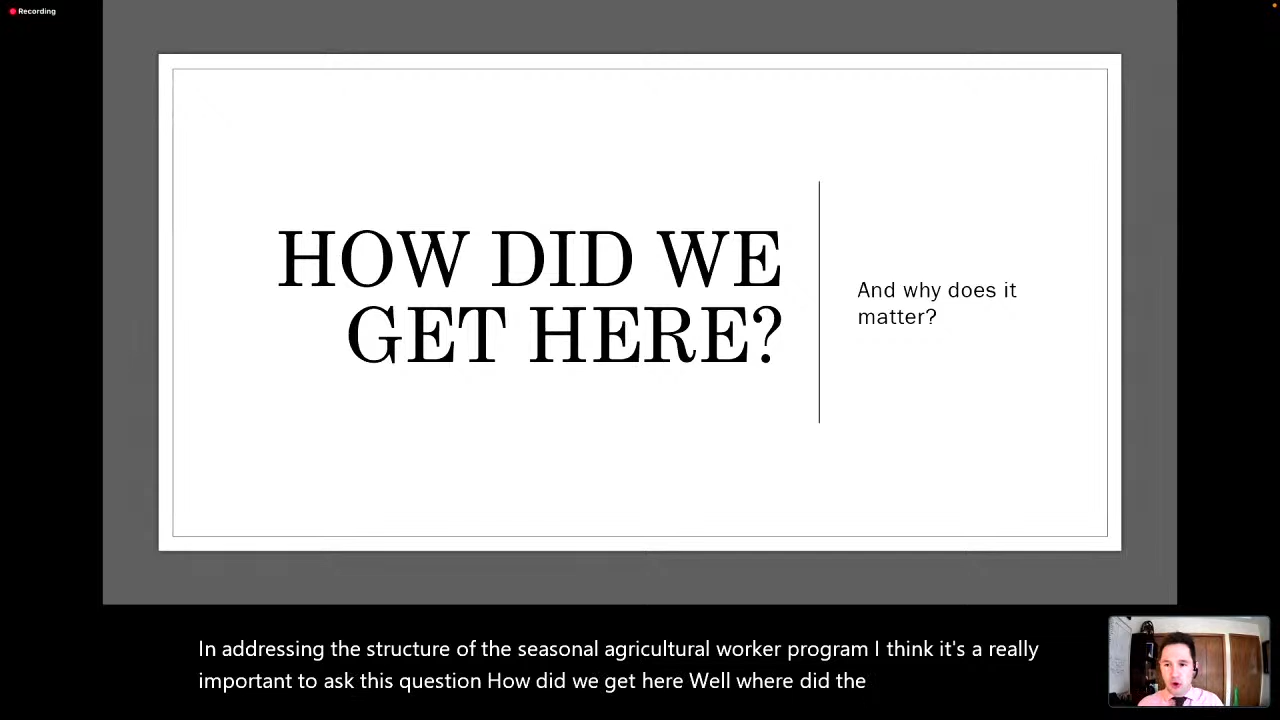 Recording
HOW DID WE
GET HERE?
And why does it
matter?
In addressing the structure of the seasonal agricultural worker program I think it's a really
important to ask this question How did we get here Well where did the